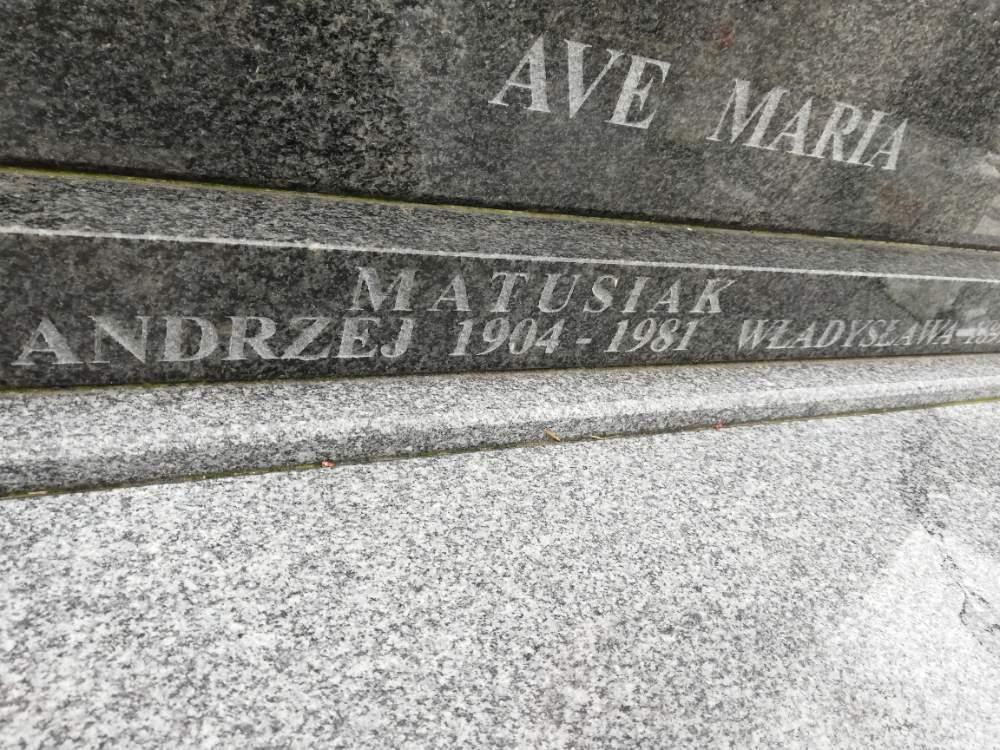 AVE MARIA
MATUSIAK
ANDRZEJ 1904 - 1981 WŁADYSŁAWA